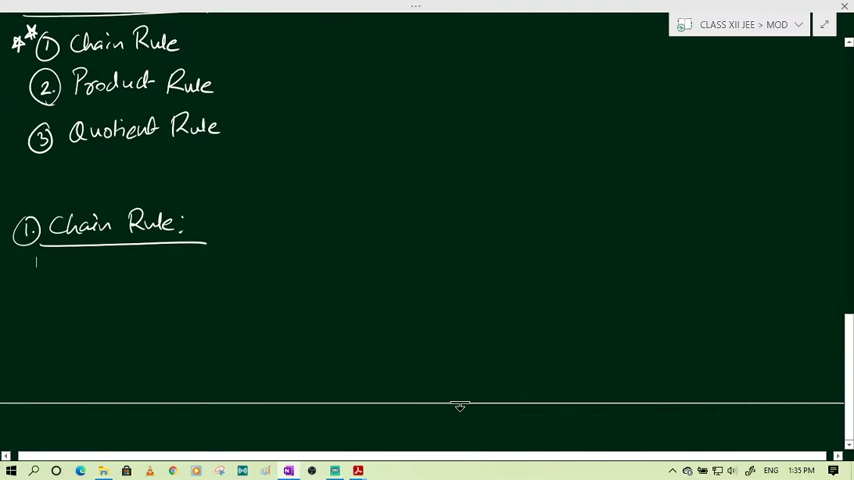 CLASS XII JEE > MOD
① Chain Rule
② Product Rule
③ Quotient Rule
①. Chain Rule:
ENG 1:35 PM